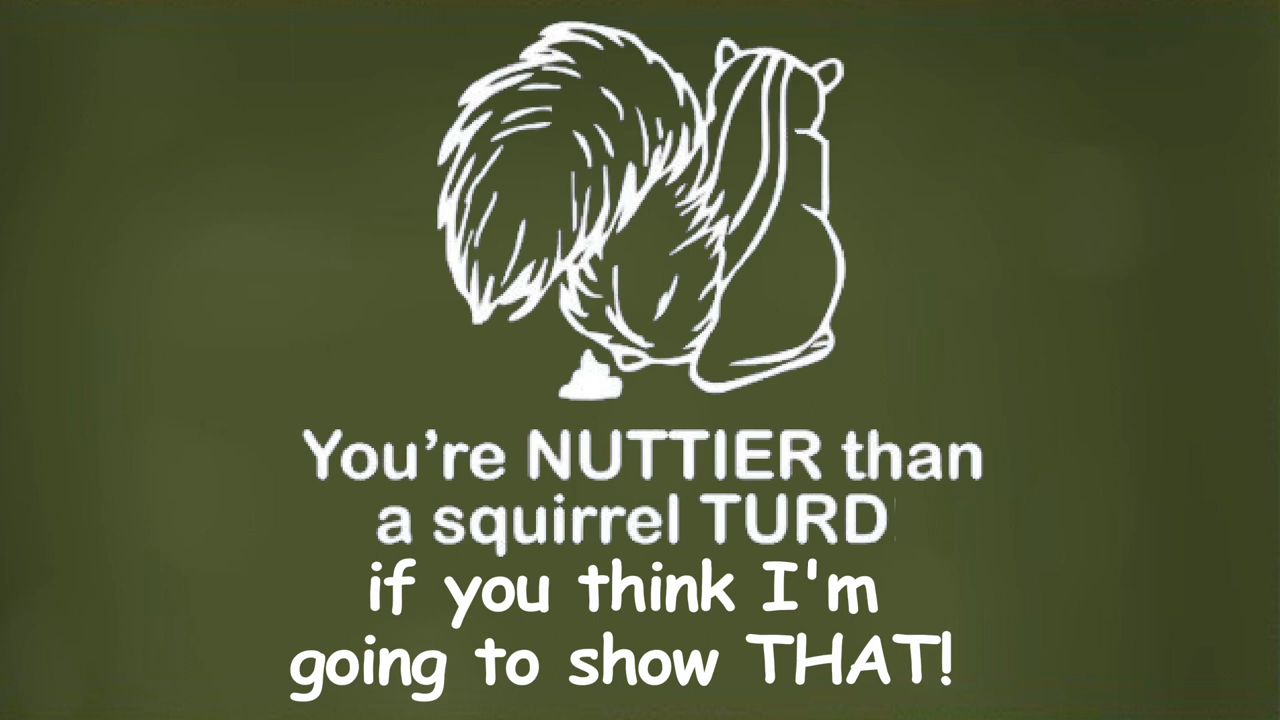 You’re NUTTIER than
a squirrel TURD
if you think I'm
going to show THAT!